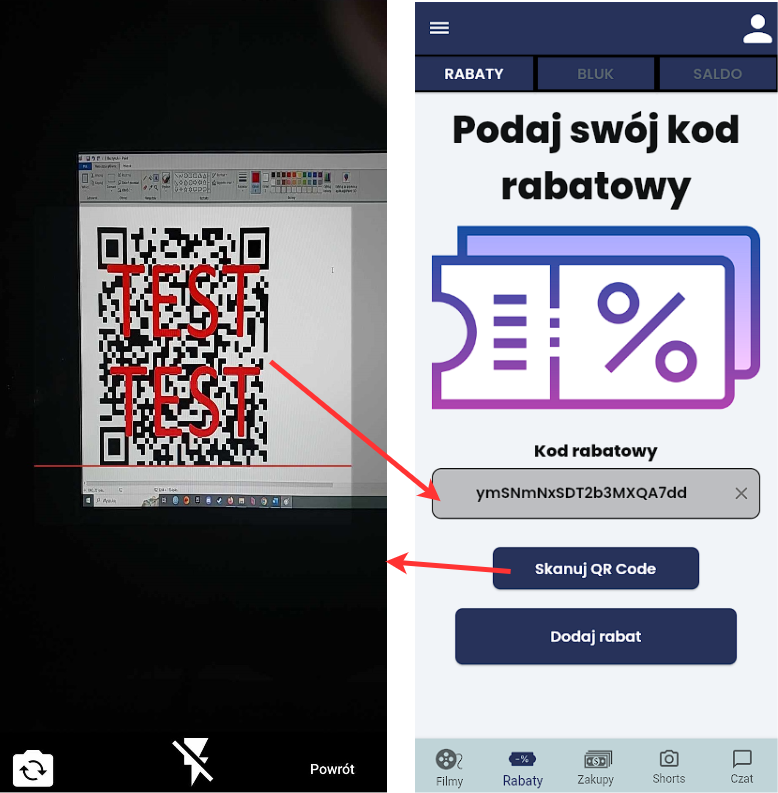 TEST
TEST
Powrót
RABATY
BLUK
SALDO
Podaj swój kod
rabatowy
%
Kod rabatowy
ymSNmNxSDT2b3MXQA7dd
Skanuj QR Code
Dodaj rabat
-%
Filmy
Rabaty
Zakupy
Shorts
Czat